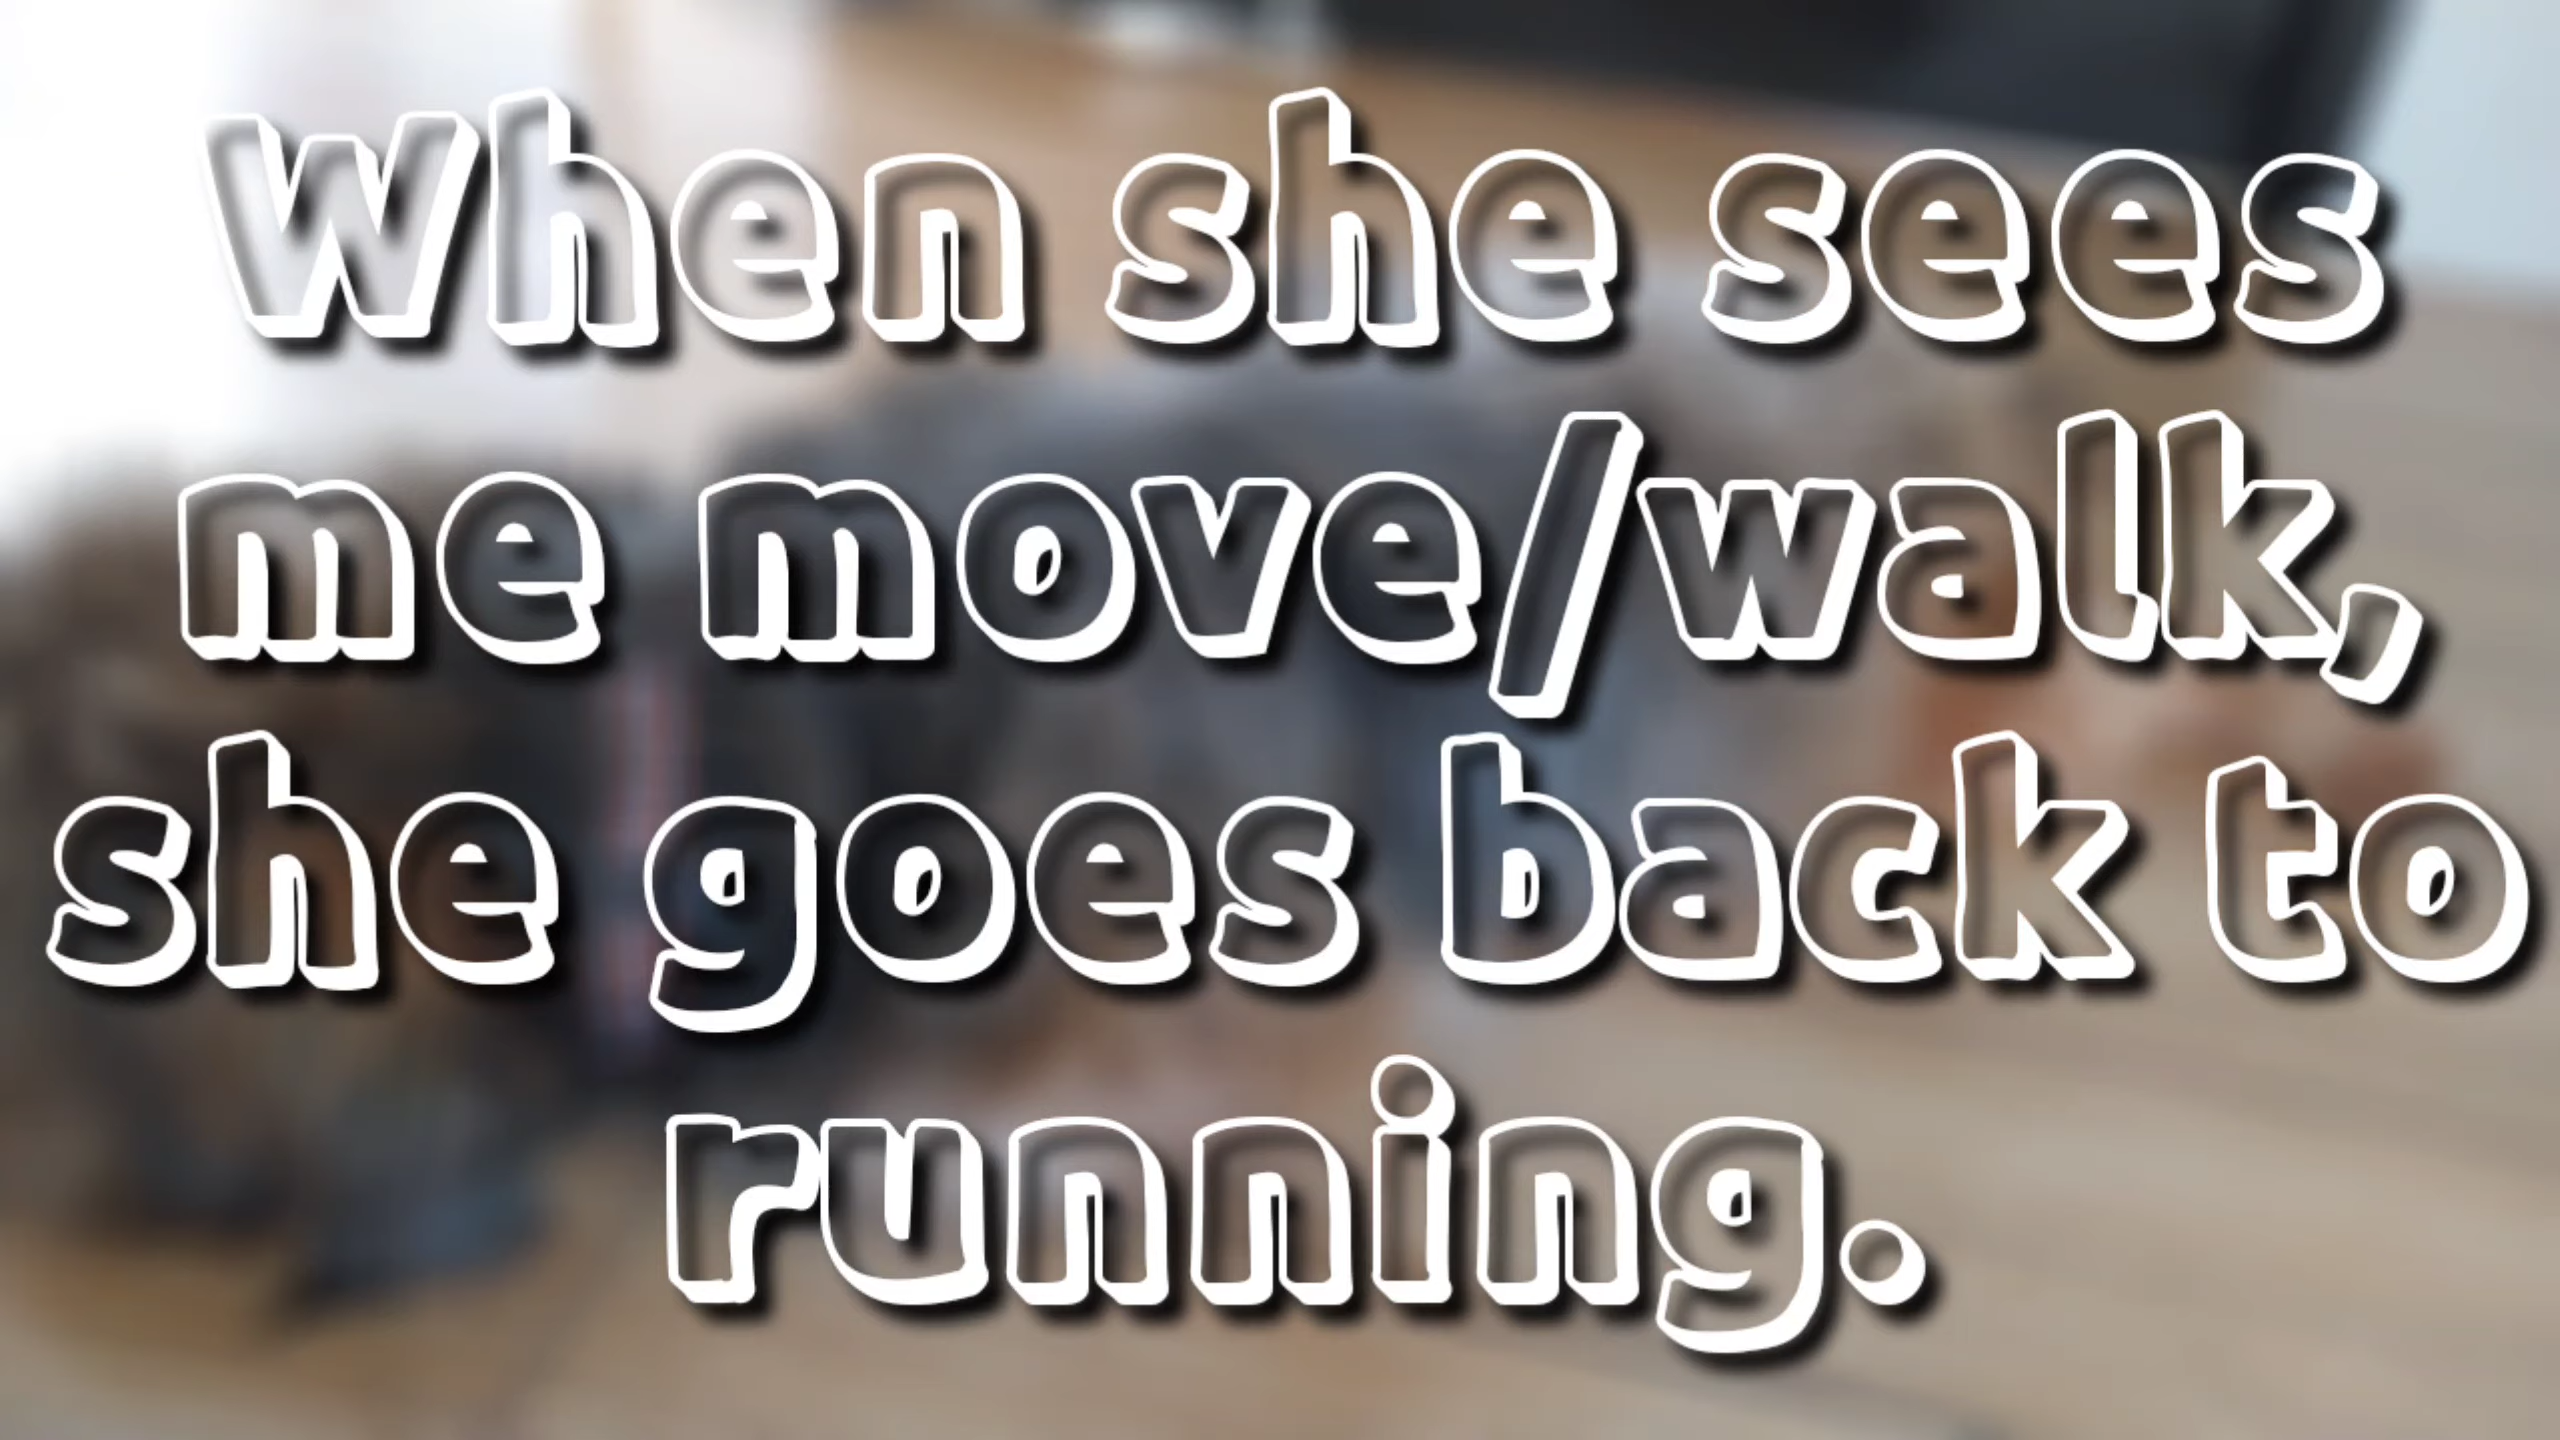 When she sees
me move/walk,
she goes back to
running.